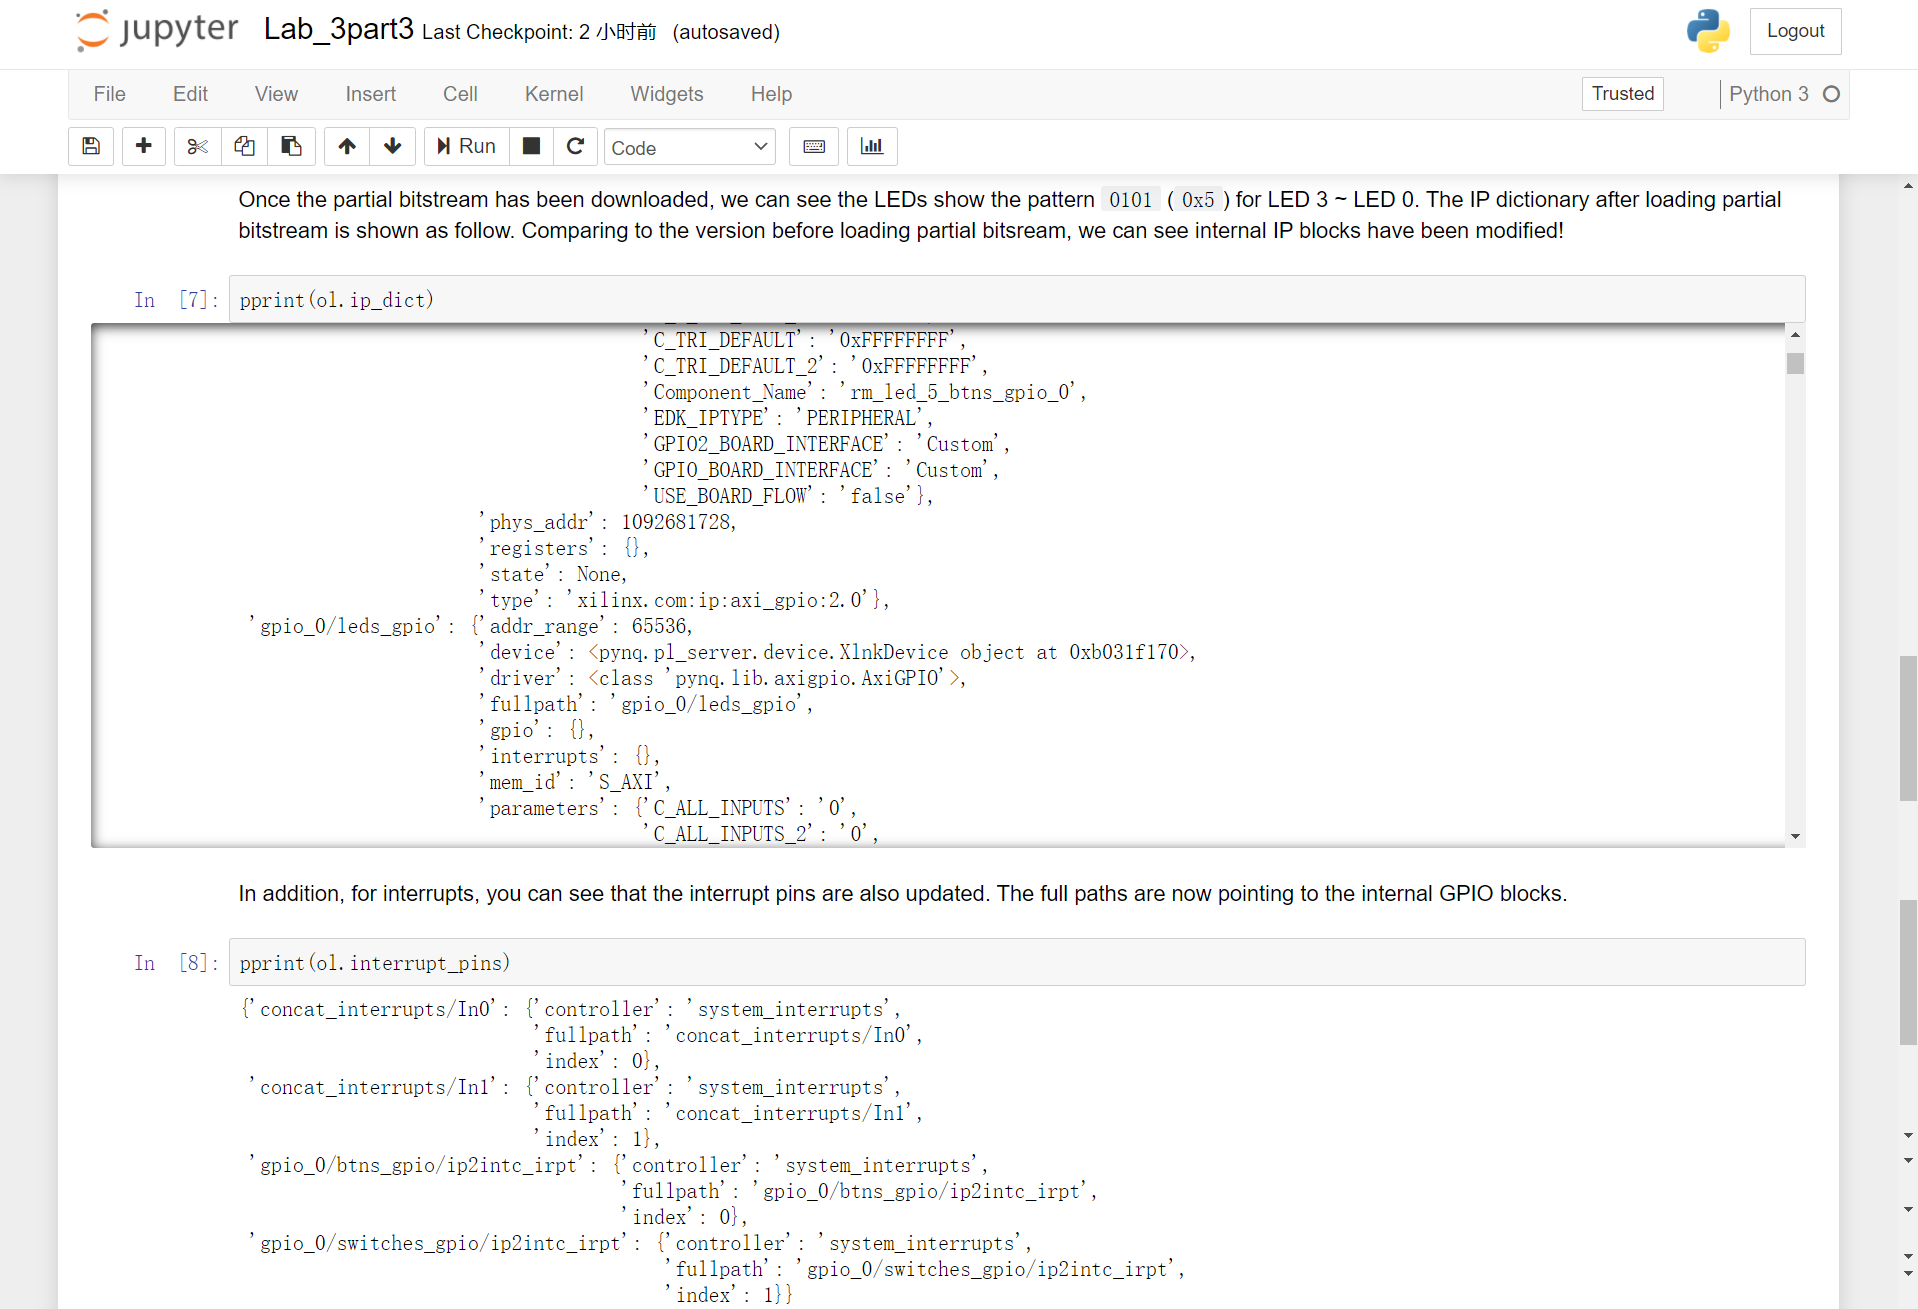 jupyter Lab_3part3 Last Checkpoint: 2 小时前 (autosaved) Logout
File Edit View Insert Cell Kernel Widgets Help Trusted Python 3
Run Code
Once the partial bitstream has been downloaded, we can see the LEDs show the pattern 0101 ( 0x5 ) for LED 3 ~ LED 0. The IP dictionary after loading partial
bitstream is shown as follow. Comparing to the version before loading partial bitsream, we can see internal IP blocks have been modified!
In [7]: pprint(ol.ip_dict)
'C_TRI_DEFAULT': '0xFFFFFFFF',
'C_TRI_DEFAULT_2': '0xFFFFFFFF',
'Component_Name': 'rm_led_5_btns_gpio_0',
'EDK_IPTYPE': 'PERIPHERAL',
'GPIO2_BOARD_INTERFACE': 'Custom',
'GPIO_BOARD_INTERFACE': 'Custom',
'USE_BOARD_FLOW': 'false'},
'phys_addr': 1092681728,
'registers': {},
'state': None,
'type': 'xilinx.com:ip:axi_gpio:2.0'},
'gpio_0/leds_gpio': {'addr_range': 65536,
'device': <pynq.pl_server.device.XlnkDevice object at 0xb031f170>,
'driver': <class 'pynq.lib.axigpio.AxiGPIO'>,
'fullpath': 'gpio_0/leds_gpio',
'gpio': {},
'interrupts': {},
'mem_id': 'S_AXI',
'parameters': {'C_ALL_INPUTS': '0',
'C_ALL_INPUTS_2': '0',
In addition, for interrupts, you can see that the interrupt pins are also updated. The full paths are now pointing to the internal GPIO blocks.
In [8]: pprint(ol.interrupt_pins)
{'concat_interrupts/In0': {'controller': 'system_interrupts',
'fullpath': 'concat_interrupts/In0',
'index': 0},
'concat_interrupts/In1': {'controller': 'system_interrupts',
'fullpath': 'concat_interrupts/In1',
'index': 1},
'gpio_0/btns_gpio/ip2intc_irpt': {'controller': 'system_interrupts',
'fullpath': 'gpio_0/btns_gpio/ip2intc_irpt',
'index': 0},
'gpio_0/switches_gpio/ip2intc_irpt': {'controller': 'system_interrupts',
'fullpath': 'gpio_0/switches_gpio/ip2intc_irpt',
'index': 1}}